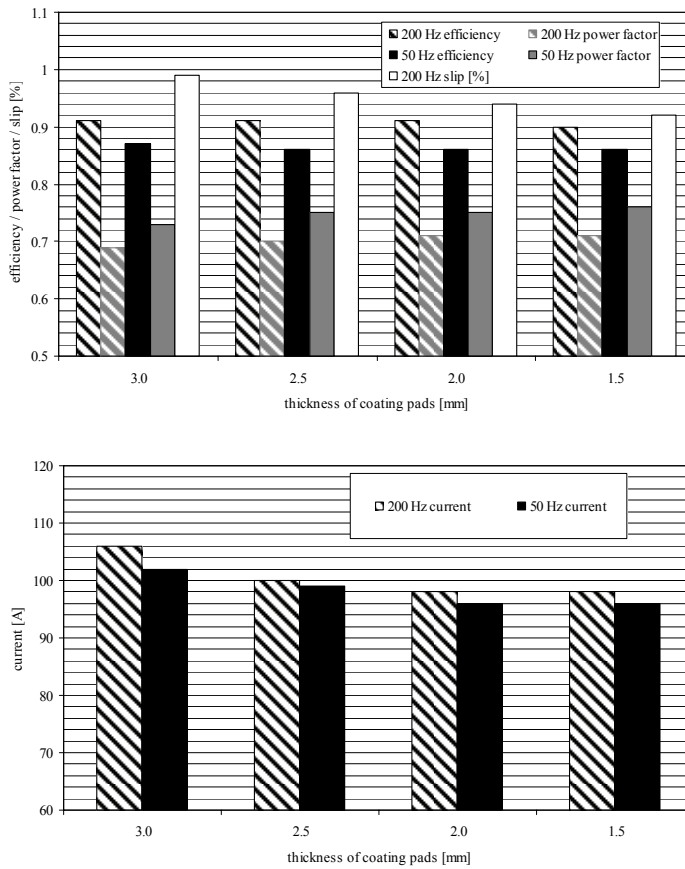 1.1
1
0.9
0.8
0.7
0.6
0.5
efficiency / power factor / slip [%]
200 Hz efficiency
200 Hz power factor
50 Hz efficiency
50 Hz power factor
200 Hz slip [%]
3.0
2.5
2.0
1.5
thickness of coating pads [mm]
120
110
100
90
80
70
60
current [A]
200 Hz current
50 Hz current
3.0
2.5
2.0
1.5
thickness of coating pads [mm]